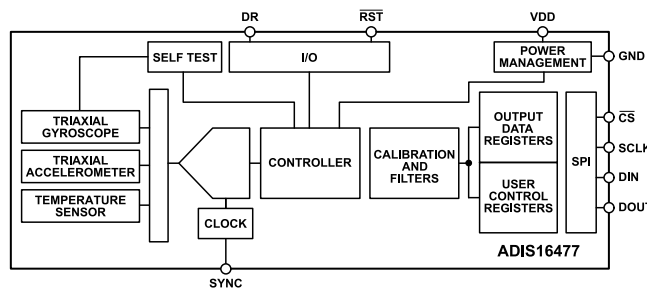 DR
RST
VDD
SELF TEST
I/O
POWER
MANAGEMENT
GND
TRIAXIAL
GYROSCOPE
TRIAXIAL
ACCELEROMETER
TEMPERATURE
SENSOR
CONTROLLER
CALIBRATION
AND
FILTERS
OUTPUT
DATA
REGISTERS
USER
CONTROL
REGISTERS
SPI
CS
SCLK
DIN
DOUT
CLOCK
ADIS16477
SYNC